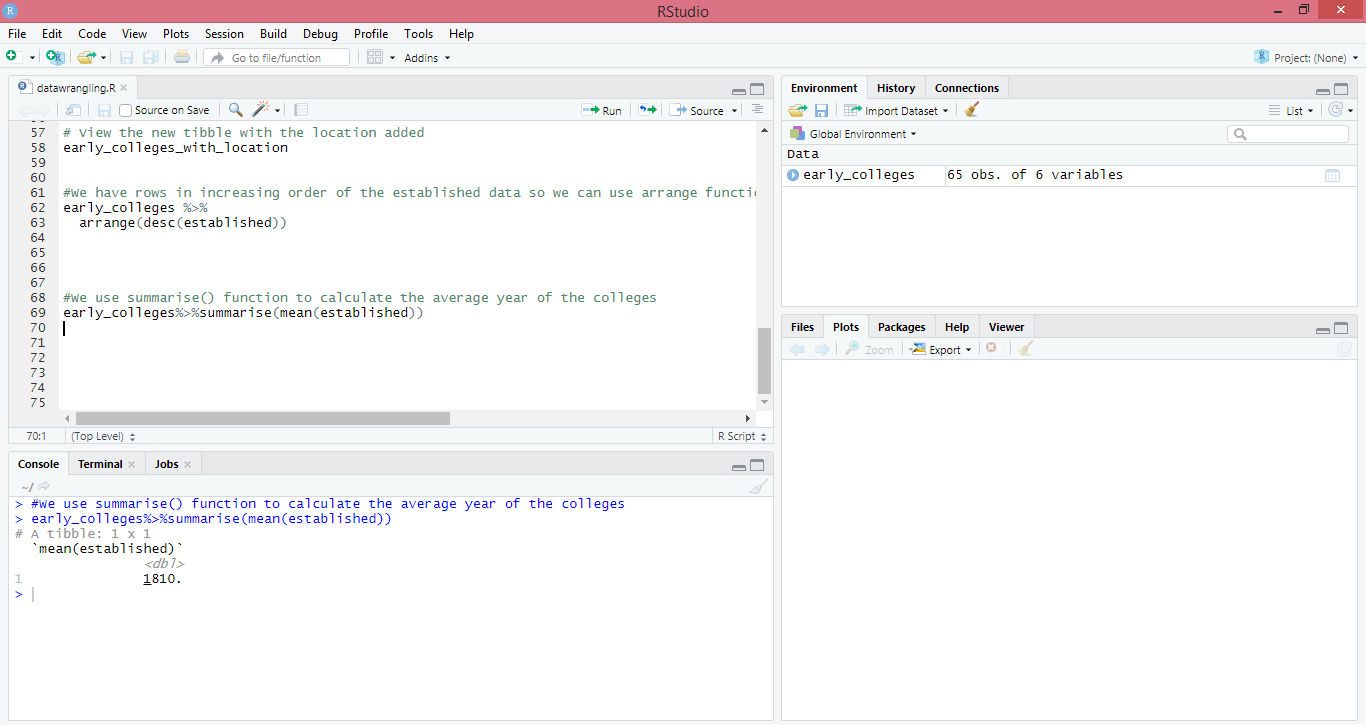 RStudio
File Edit Code View Plots Session Build Debug Profile Tools Help
Go to file/function Addins Project: (None)
datawrangling.R
Source on Save Run Source
57 # View the new tibble with the location added
58 early_colleges_with_location
59
60
61 #We have rows in increasing order of the established data so we can use arrange functi
62 early_colleges %>%
63 arrange(desc(established))
64
65
66
67
68 #We use summarise() function to calculate the average year of the colleges
69 early_colleges%>%summarise(mean(established))
70
71
72
73
74
75
70:1 (Top Level) R Script
Console Terminal Jobs
~/
> #We use summarise() function to calculate the average year of the colleges
> early_colleges%>%summarise(mean(established))
# A tibble: 1 x 1
`mean(established)`
<dbl>
1 1810.
>
Environment History Connections
Import Dataset List
Global Environment
Data
early_colleges 65 obs. of 6 variables
Files Plots Packages Help Viewer
Zoom Export